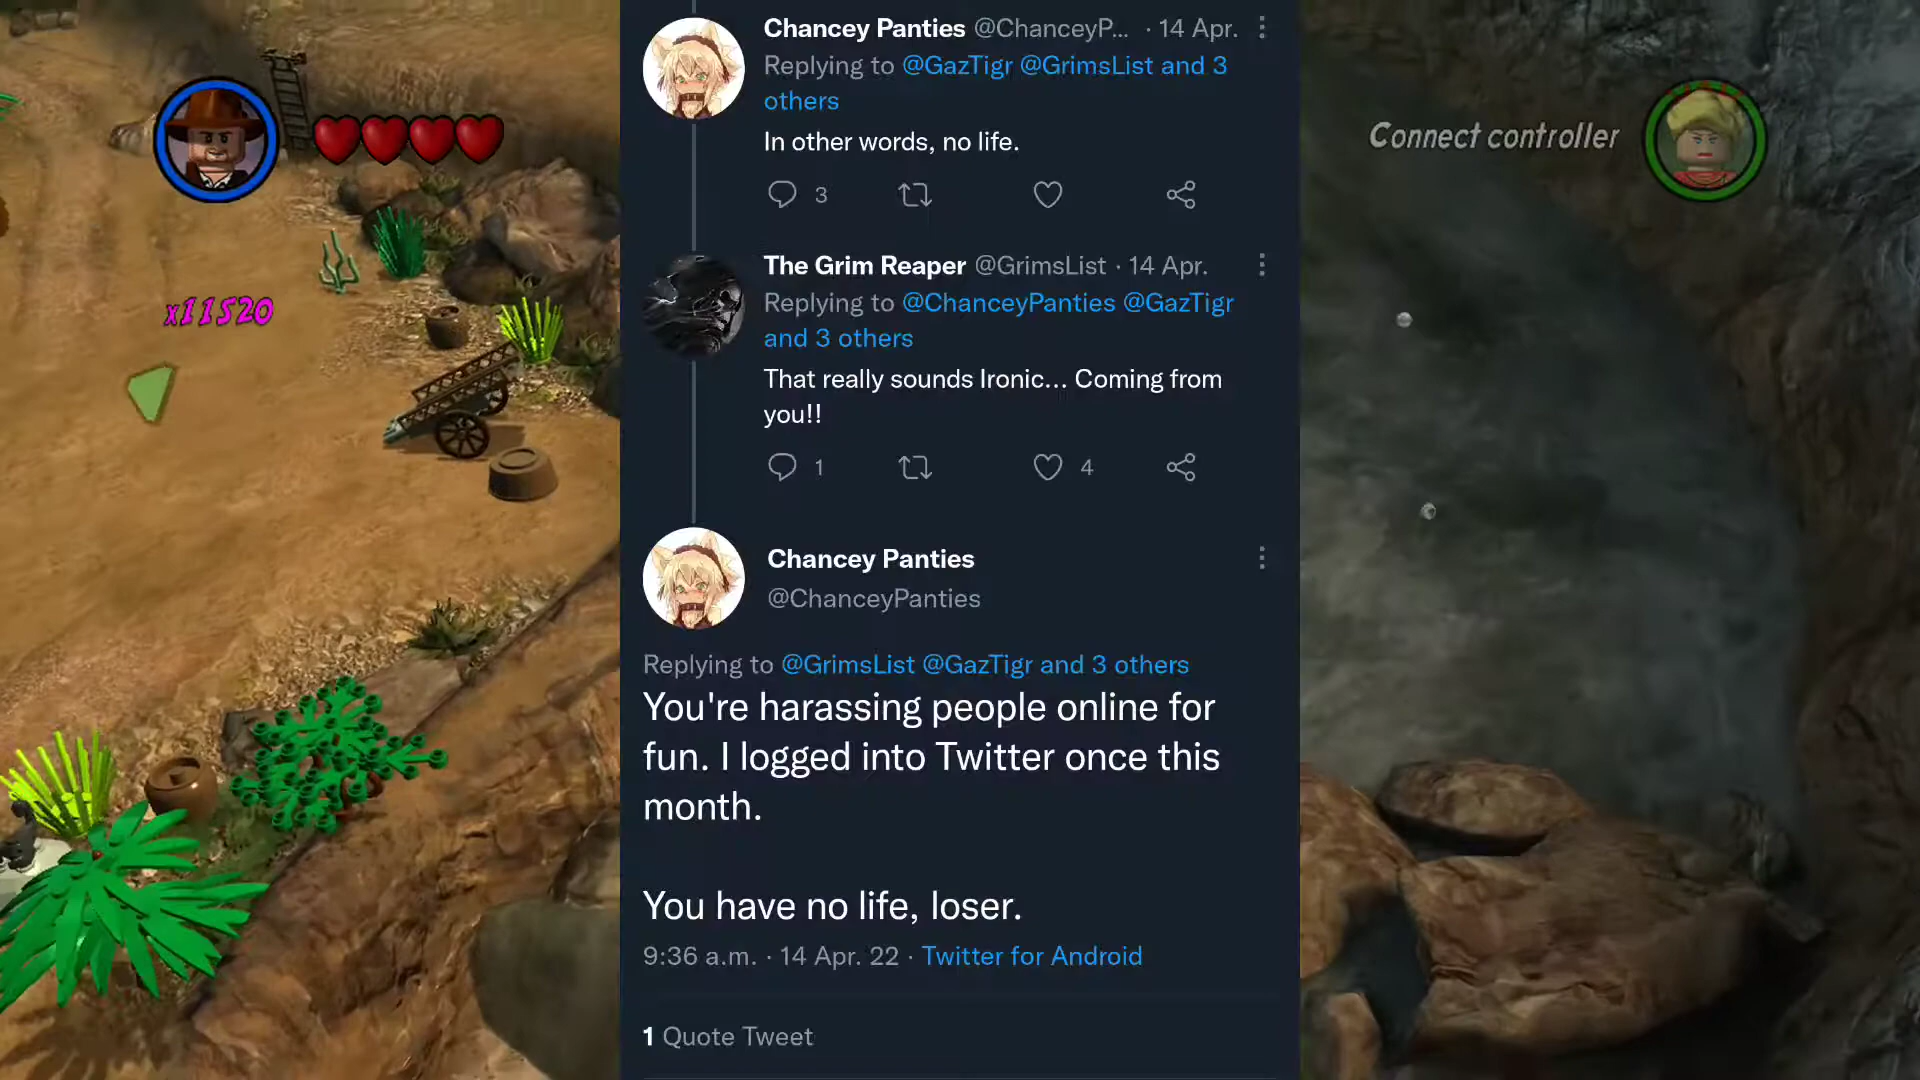 Chancey Panties @ChanceyP... · 14 Apr.
Replying to @GazTigr @GrimsList and 3
others
In other words, no life.
3
The Grim Reaper @GrimsList · 14 Apr.
Replying to @ChanceyPanties @GazTigr
and 3 others
That really sounds Ironic... Coming from
you!!
1 4
Chancey Panties
@ChanceyPanties
Replying to @GrimsList @GazTigr and 3 others
You're harassing people online for
fun. I logged into Twitter once this
month.
You have no life, loser.
9:36 a.m. · 14 Apr. 22 · Twitter for Android
1 Quote Tweet
x11520
Connect controller